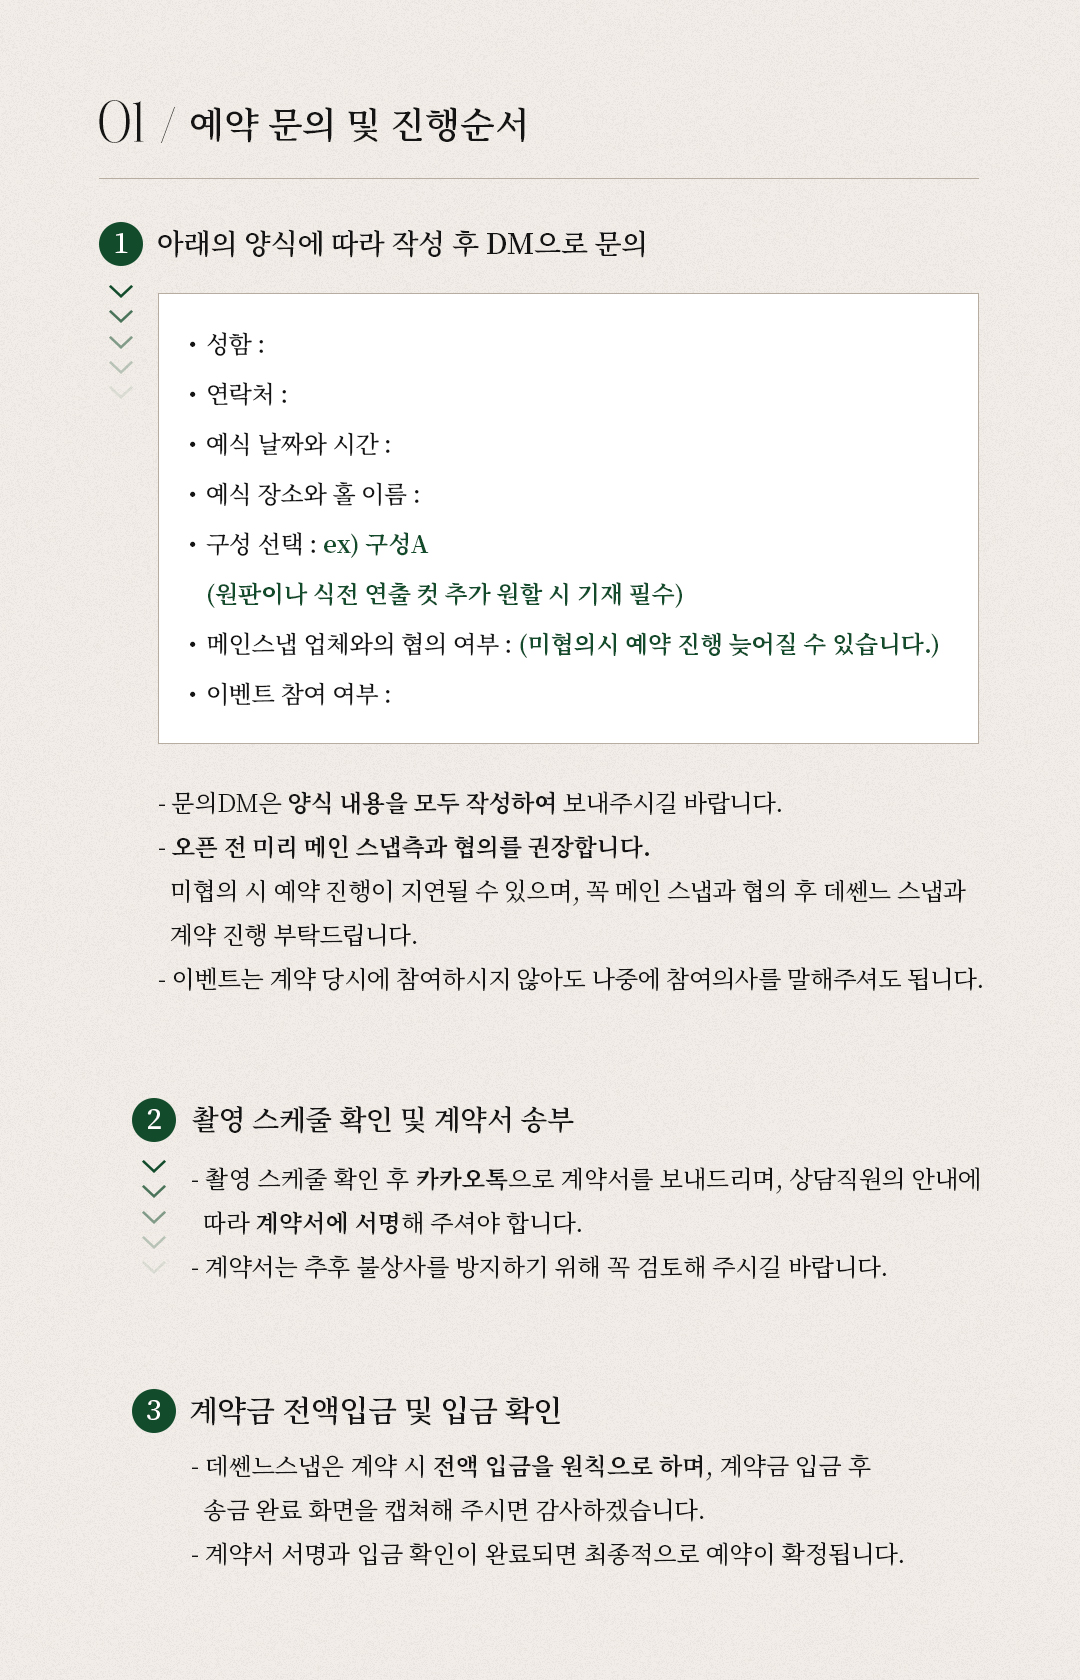 01 / 예약 문의 및 진행순서
1 아래의 양식에 따라 작성 후 DM으로 문의
• 성함 :
• 연락처 :
• 예식 날짜와 시간 :
• 예식 장소와 홀 이름 :
• 구성 선택 : ex) 구성A
(원판이나 식전 연출 컷 추가 원할 시 기재 필수)
• 메인스냅 업체와의 협의 여부 : (미협의시 예약 진행 늦어질 수 있습니다.)
• 이벤트 참여 여부 :
- 문의DM은 양식 내용을 모두 작성하여 보내주시길 바랍니다.
- 오픈 전 미리 메인 스냅측과 협의를 권장합니다.
미협의 시 예약 진행이 지연될 수 있으며, 꼭 메인 스냅과 협의 후 데쎈느 스냅과
계약 진행 부탁드립니다.
- 이벤트는 계약 당시에 참여하시지 않아도 나중에 참여의사를 말해주셔도 됩니다.
2 촬영 스케줄 확인 및 계약서 송부
- 촬영 스케줄 확인 후 카카오톡으로 계약서를 보내드리며, 상담직원의 안내에
따라 계약서에 서명해 주셔야 합니다.
- 계약서는 추후 불상사를 방지하기 위해 꼭 검토해 주시길 바랍니다.
3 계약금 전액입금 및 입금 확인
- 데쎈느스냅은 계약 시 전액 입금을 원칙으로 하며, 계약금 입금 후
송금 완료 화면을 캡쳐해 주시면 감사하겠습니다.
- 계약서 서명과 입금 확인이 완료되면 최종적으로 예약이 확정됩니다.